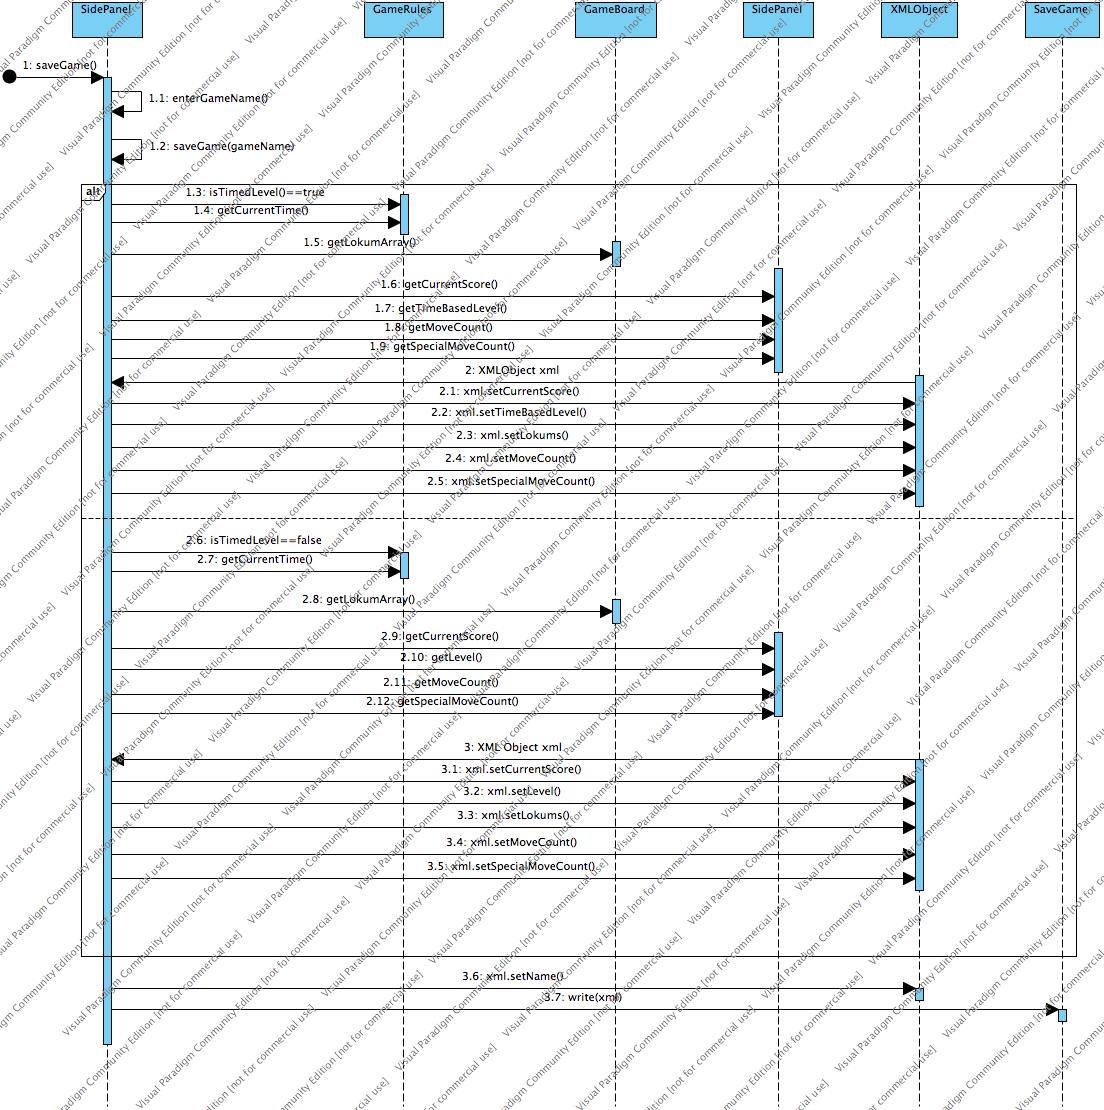 SidePanel GameRules GameBoard SidePanel XMLObject SaveGame
1: saveGame()
1.1: enterGameName()
1.2: saveGame(gameName)
alt
1.3: isTimedLevel()==true
1.4: getCurrentTime()
1.5: getLokumArray()
1.6: getCurrentScore()
1.7: getTimeBasedLevel()
1.8: getMoveCount()
1.9: getSpecialMoveCount()
2: XMLObject xml
2.1: xml.setCurrentScore()
2.2: xml.setTimeBasedLevel()
2.3: xml.setLokums()
2.4: xml.setMoveCount()
2.5: xml.setSpecialMoveCount()
2.6: isTimedLevel==false
2.7: getCurrentTime()
2.8: getLokumArray()
2.9: getCurrentScore()
2.10: getLevel()
2.11: getMoveCount()
2.12: getSpecialMoveCount()
3: XML Object xml
3.1: xml.setCurrentScore()
3.2: xml.setLevel()
3.3: xml.setLokums()
3.4: xml.setMoveCount()
3.5: xml.setSpecialMoveCount()
3.6: xml.setName()
3.7: write(xml)
Visual Paradigm Community Edition [not for commercial use]